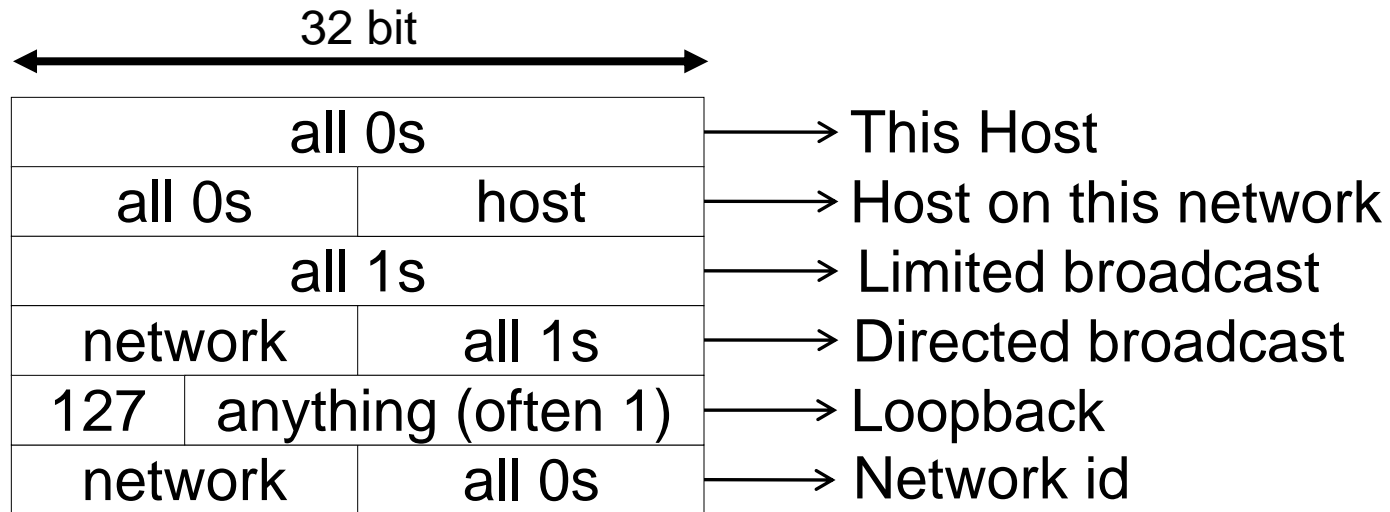 32 bit
all 0s This Host
all 0s host Host on this network
all 1s Limited broadcast
network all 1s Directed broadcast
127 anything (often 1) Loopback
network all 0s Network id